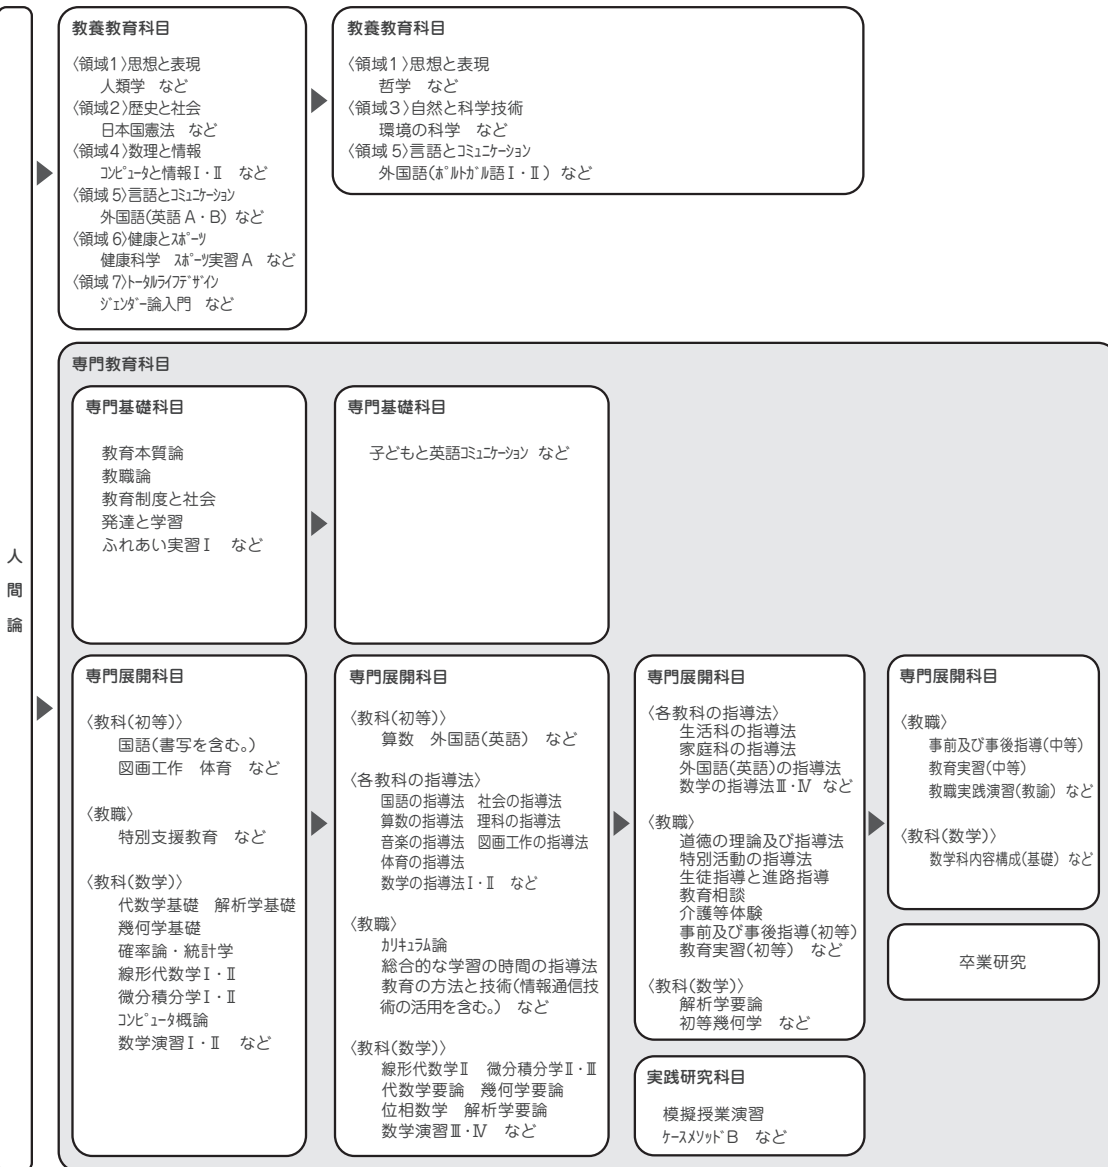 人間論
教養教育科目
〈領域1〉思想と表現
人類学 など
〈領域2〉歴史と社会
日本国憲法 など
〈領域4〉数理と情報
ｺﾝﾋﾟｭｰﾀと情報Ⅰ・Ⅱ など
〈領域 5〉言語とｺﾐｭﾆｹｰｼｮﾝ
外国語(英語 A・B) など
〈領域 6〉健康とｽﾎﾟｰﾂ
健康科学 ｽﾎﾟｰﾂ実習 A など
〈領域 7〉ﾄｰﾀﾙﾗｲﾌﾃﾞｻﾞｲﾝ
ｼﾞｪﾝﾀﾞｰ論入門 など
教養教育科目
〈領域1〉思想と表現
哲学 など
〈領域3〉自然と科学技術
環境の科学 など
〈領域 5〉言語とｺﾐｭﾆｹｰｼｮﾝ
外国語(ﾎﾟﾙﾄｶﾞﾙ語Ⅰ・Ⅱ) など
専門教育科目
専門基礎科目
教育本質論
教職論
教育制度と社会
発達と学習
ふれあい実習Ⅰ など
専門基礎科目
子どもと英語ｺﾐｭﾆｹｰｼｮﾝ など
専門展開科目
〈教科(初等)〉
国語(書写を含む。)
図画工作 体育 など
〈教職〉
特別支援教育 など
〈教科(数学)〉
代数学基礎 解析学基礎
幾何学基礎
確率論・統計学
線形代数学Ⅰ・Ⅱ
微分積分学Ⅰ・Ⅱ
ｺﾝﾋﾟｭｰﾀ概論
数学演習Ⅰ・Ⅱ など
専門展開科目
〈教科(初等)〉
算数 外国語(英語) など
〈各教科の指導法〉
国語の指導法 社会の指導法
算数の指導法 理科の指導法
音楽の指導法 図画工作の指導法
体育の指導法
数学の指導法Ⅰ・Ⅱ など
〈教職〉
ｶﾘｷｭﾗﾑ論
総合的な学習の時間の指導法
教育の方法と技術(情報通信技
術の活用を含む。) など
〈教科(数学)〉
線形代数学Ⅱ 微分積分学Ⅱ・Ⅲ
代数学要論 幾何学要論
位相数学 解析学要論
数学演習Ⅲ・Ⅳ など
専門展開科目
〈各教科の指導法〉
生活科の指導法
家庭科の指導法
外国語(英語)の指導法
数学の指導法Ⅲ・Ⅳ など
〈教職〉
道徳の理論及び指導法
特別活動の指導法
生徒指導と進路指導
教育相談
介護等体験
事前及び事後指導(初等)
教育実習(初等) など
〈教科(数学)〉
解析学要論
初等幾何学 など
実践研究科目
模擬授業演習
ｹｰｽﾒｿｯﾄﾞB など
専門展開科目
〈教職〉
事前及び事後指導(中等)
教育実習(中等)
教職実践演習(教諭) など
〈教科(数学)〉
数学科内容構成(基礎) など
卒業研究